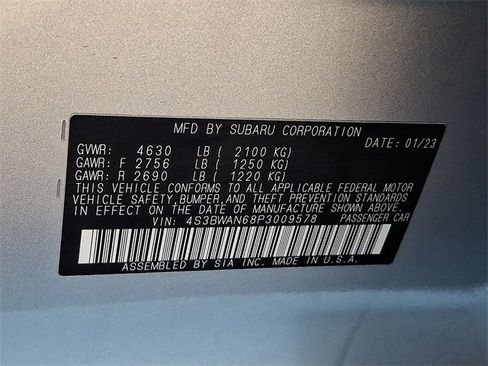 MFD BY SUBARU CORPORATION
GVWR: 4630 LB ( 2100 KG) DATE: 01/23
GAWR: F 2756 LB ( 1250 KG)
GAWR: R 2690 LB ( 1220 KG)
THIS VEHICLE CONFORMS TO ALL APPLICABLE FEDERAL MOTOR
VEHICLE SAFETY, BUMPER, AND THEFT PREVENTION STANDARDS
IN EFFECT ON THE DATE OF MANUFACTURE SHOWN ABOVE.
VIN: 4S3BWAN68P3009578 PASSENGER CAR
ASSEMBLED BY SIA INC. MADE IN U.S.A.